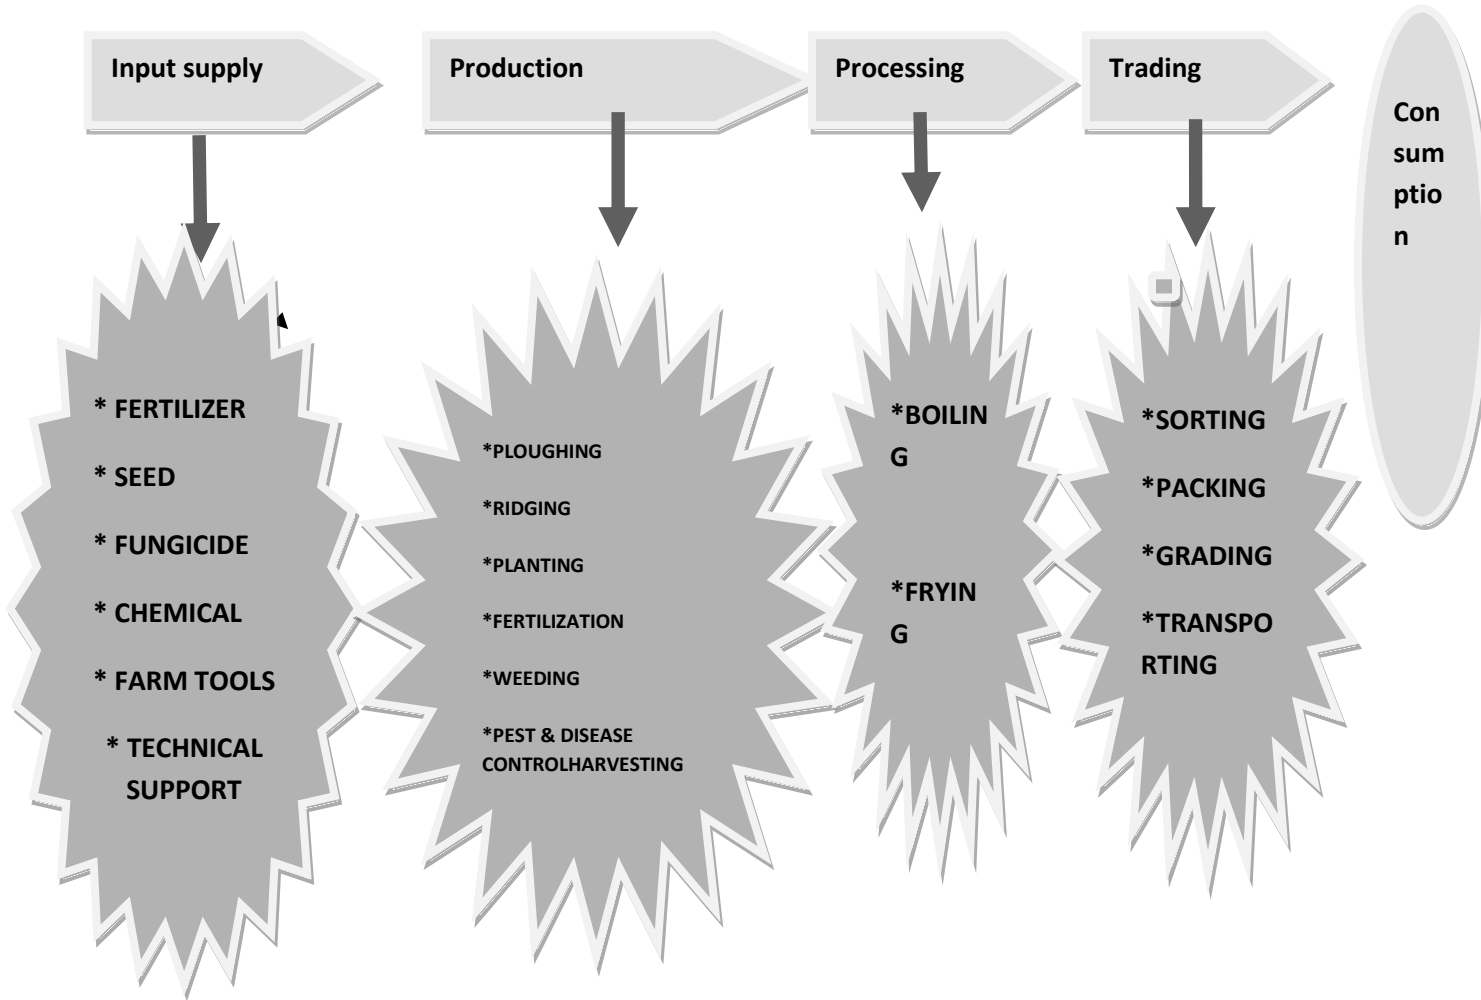 Input supply
Production
Processing
Trading
Con
sum
ptio
n
* FERTILIZER
* SEED
* FUNGICIDE
* CHEMICAL
* FARM TOOLS
* TECHNICAL
SUPPORT
*PLOUGHING
*RIDGING
*PLANTING
*FERTILIZATION
*WEEDING
*PEST & DISEASE
CONTROLHARVESTING
*BOILIN
G
*FRYIN
G
*SORTING
*PACKING
*GRADING
*TRANSPO
RTING